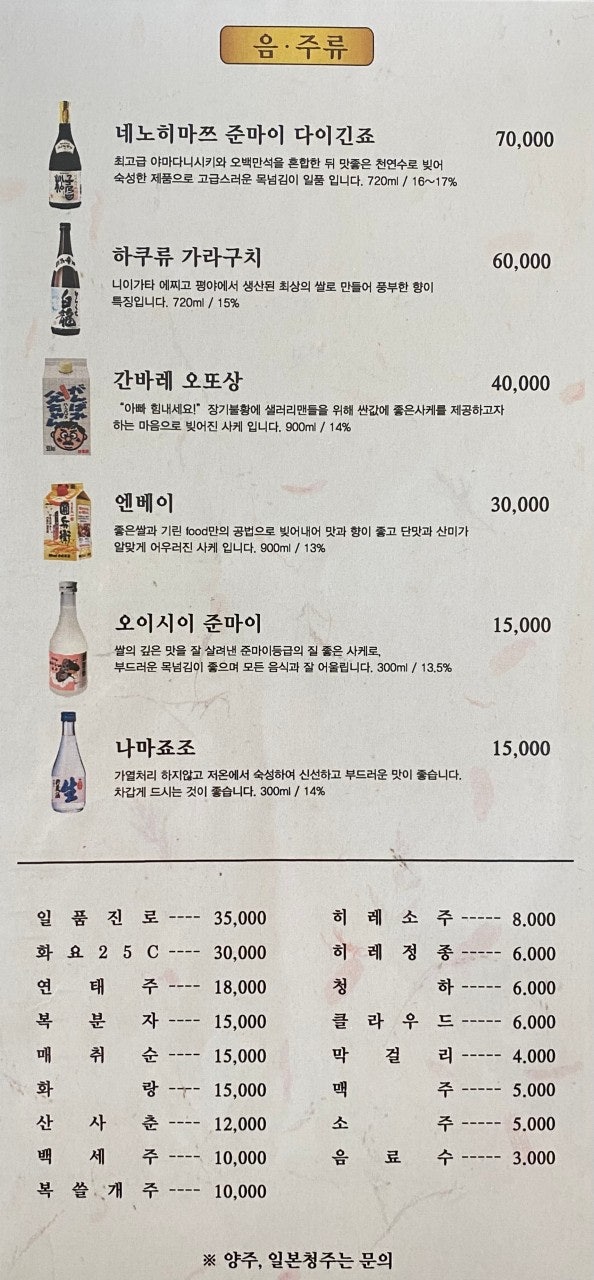 음·주류
네노히마쯔 준마이 다이긴죠 70,000
최고급 야마다니시키와 오백만석을 혼합한 뒤 맛좋은 천연수로 빚어
숙성한 제품으로 고급스러운 목넘김이 일품 입니다. 720ml / 16~17%
하쿠류 가라구치 60,000
니이가타 에찌고 평야에서 생산된 최상의 쌀로 만들어 풍부한 향이
특징입니다. 720ml / 15%
간바레 오또상 40,000
“아빠 힘내세요!” 장기불황에 샐러리맨들을 위해 싼값에 좋은사케를 제공하고자
하는 마음으로 빚어진 사케 입니다. 900ml / 14%
엔베이 30,000
좋은쌀과 기린 food만의 공법으로 빚어내어 맛과 향이 좋고 단맛과 산미가
알맞게 어우러진 사케 입니다. 900ml / 13%
오이시이 준마이 15,000
쌀의 깊은 맛을 잘 살려낸 준마이등급의 질 좋은 사케로,
부드러운 목넘김이 좋으며 모든 음식과 잘 어울립니다. 300ml / 13.5%
나마죠조 15,000
가열처리 하지않고 저온에서 숙성하여 신선하고 부드러운 맛이 좋습니다.
차갑게 드시는 것이 좋습니다. 300ml / 14%
白龍
生
일품진로 ---- 35,000
화요25C ---- 30,000
연태주 ---- 18,000
복분자 ---- 15,000
매취순 ---- 15,000
화랑 ---- 15,000
산사춘 ---- 12,000
백세주 ---- 10,000
복쓸개주 ---- 10,000
히레소주 ----- 8.000
히레정종 ----- 6.000
청하 ----- 6.000
클라우드 ----- 6.000
막걸리 ----- 4.000
맥주 ----- 5.000
소주 ----- 5.000
음료수 ----- 3.000
※ 양주, 일본청주는 문의